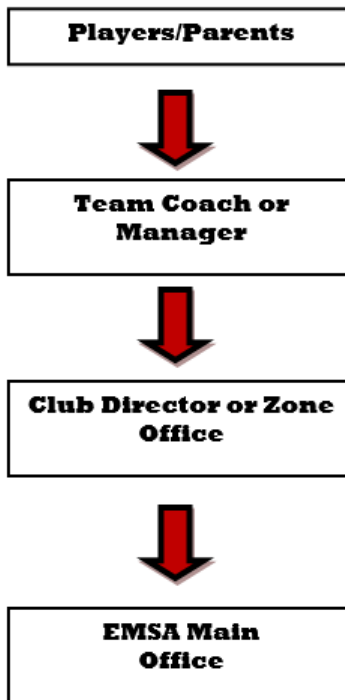 Players/Parents
Team Coach or
Manager
Club Director or Zone
Office
EMSA Main
Office